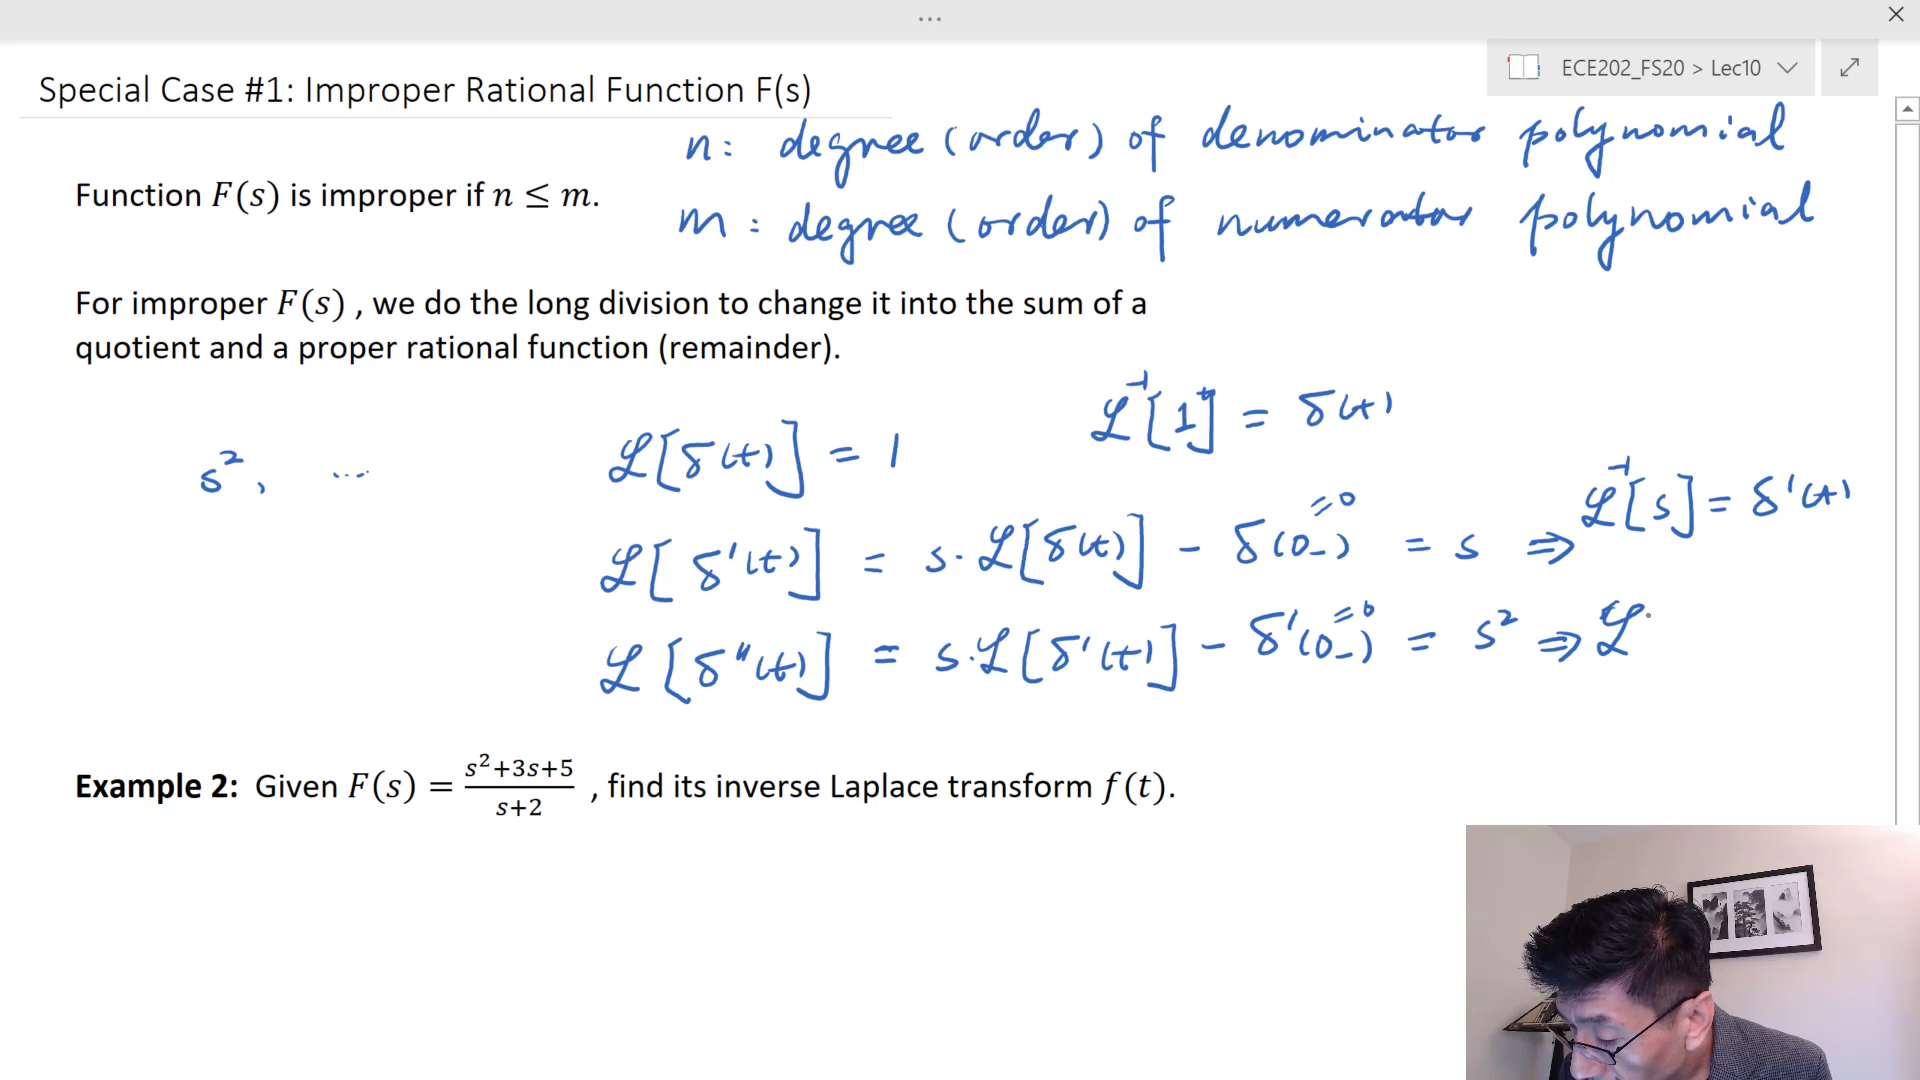 ...
ECE202_FS20 > Lec10
Special Case #1: Improper Rational Function F(s)
n: degree (order) of denominator polynomial
Function F(s) is improper if n ≤ m.
m: degree (order) of numerator polynomial
For improper F(s) , we do the long division to change it into the sum of a
quotient and a proper rational function (remainder).
s², ...
ℒ[δ(t)] = 1
ℒ⁻¹[1] = δ(t)
ℒ[δ'(t)] = s·ℒ[δ(t)] − δ(0₋) = s ⇒ ℒ⁻¹[s] = δ'(t)
=0
ℒ[δ''(t)] = s·ℒ[δ'(t)] − δ'(0₋) = s² ⇒ ℒ
=0
Example 2: Given F(s) = (s²+3s+5)/(s+2) , find its inverse Laplace transform f(t).